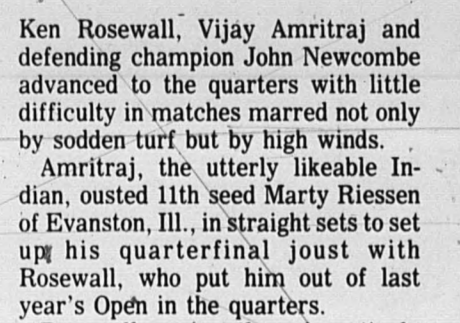 Ken Rosewall, Vijay Amritraj and
defending champion John Newcombe
advanced to the quarters with little
difficulty in matches marred not only
by sodden turf but by high winds.
Amritraj, the utterly likeable In-
dian, ousted 11th seed Marty Riessen
of Evanston, Ill., in straight sets to set
up his quarterfinal joust with
Rosewall, who put him out of last
year's Open in the quarters.